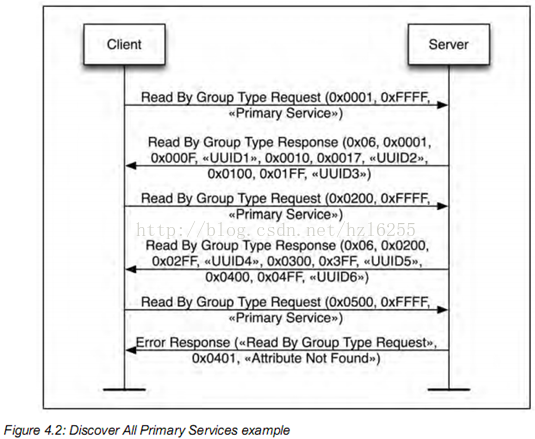 Client
Server
Read By Group Type Request (0x0001, 0xFFFF,
«Primary Service»)
Read By Group Type Response (0x06, 0x0001,
0x000F, «UUID1», 0x0010, 0x0017, «UUID2»,
0x0100, 0x01FF, «UUID3»)
Read By Group Type Request (0x0200, 0xFFFF,
«Primary Service»)
http://blog.csdn.net/hzl6255
Read By Group Type Response (0x06, 0x0200,
0x02FF, «UUID4», 0x0300, 0x3FF, «UUID5»,
0x0400, 0x04FF, «UUID6»)
Read By Group Type Request (0x0500, 0xFFFF,
«Primary Service»)
Error Response («Read By Group Type Request»,
0x0401, «Attribute Not Found»)
Figure 4.2: Discover All Primary Services example